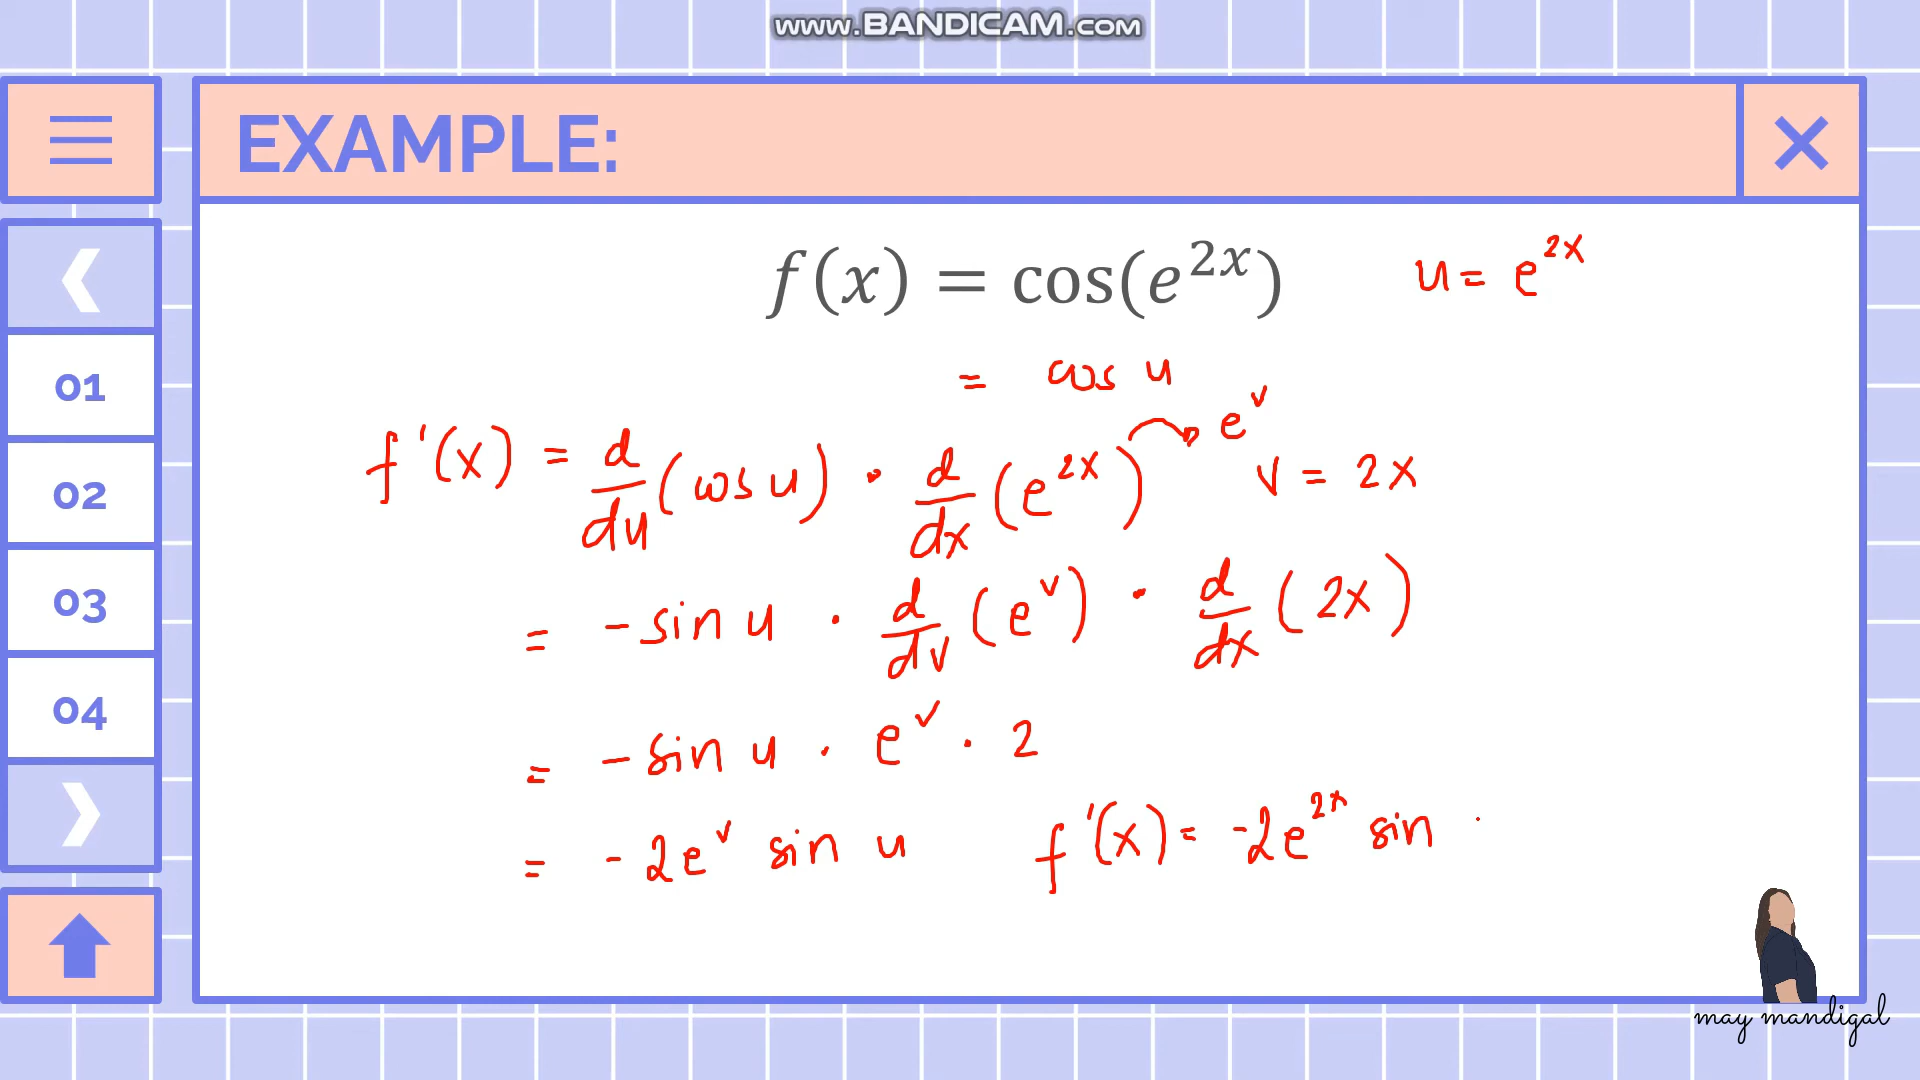 www.BANDICAM.com
EXAMPLE:
f(x) = cos(e^{2x})
u = e^{2x}
= cos u
e^v
f'(x) = d/du (cos u) · d/dx (e^{2x})
v = 2x
= -sin u · d/dv (e^v) · d/dx (2x)
= -sin u · e^v · 2
= -2e^v sin u
f'(x) = -2e^{2x} sin
01
02
03
04
may mandigal